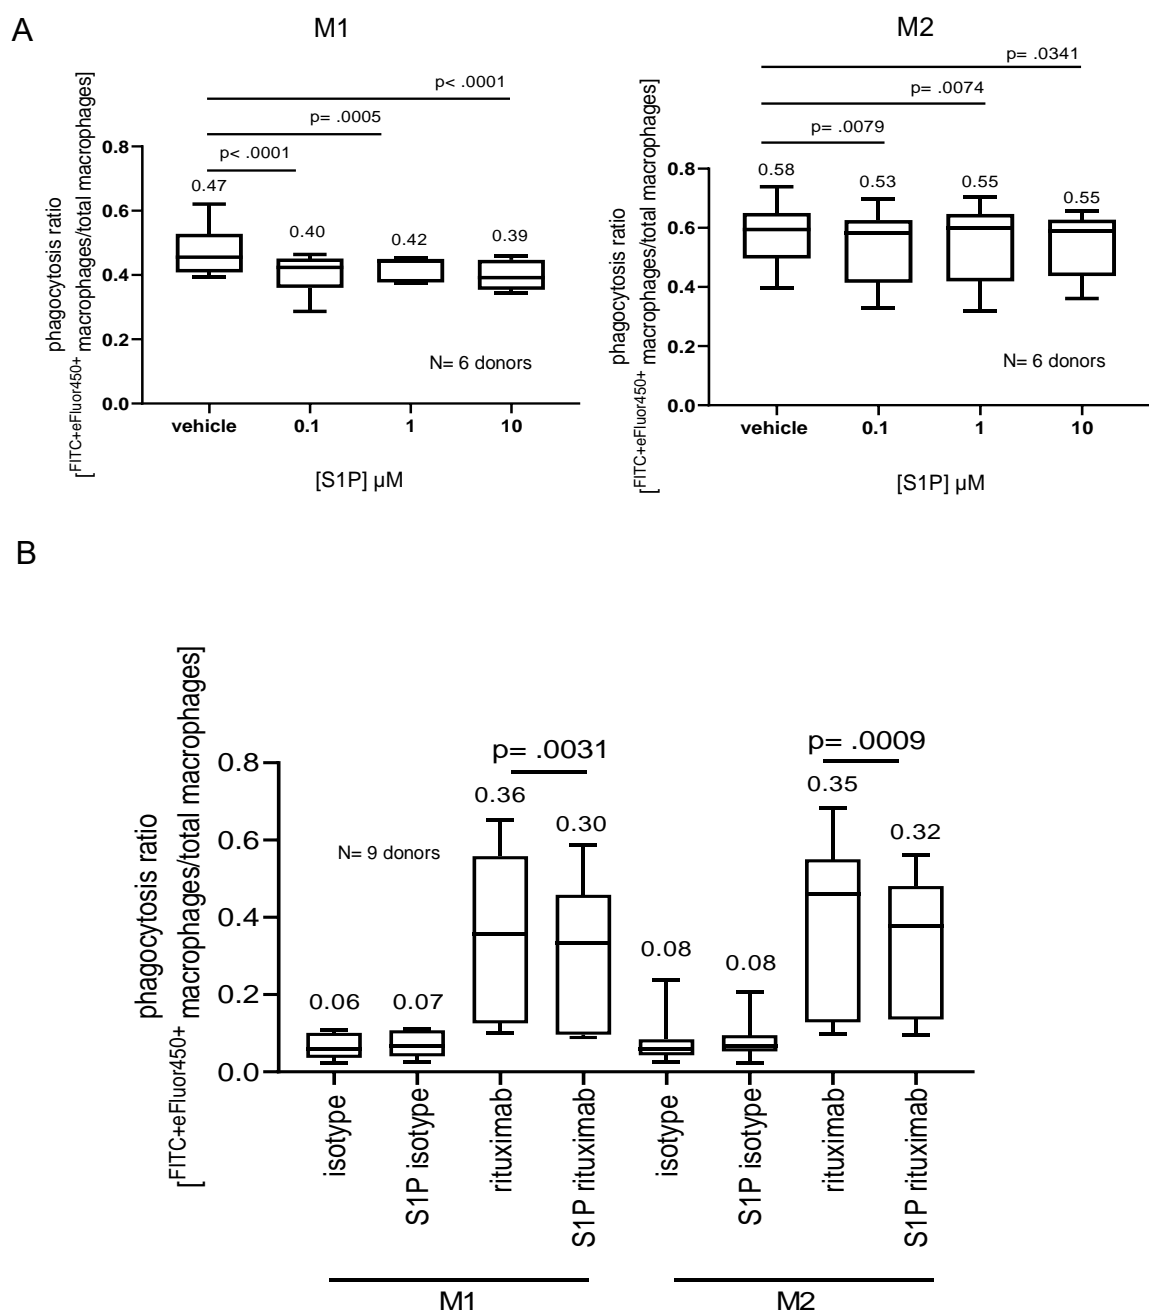 A
M1
M2
p< .0001
p= .0005
p< .0001
phagocytosis ratio
[FITC+eFluor450+ macrophages/total macrophages]
0.8
0.6
0.4
0.2
0.0
0.47
0.40
0.42
0.39
N= 6 donors
vehicle
0.1
1
10
[S1P] µM
p= .0341
p= .0074
p= .0079
phagocytosis ratio
[FITC+eFluor450+ macrophages/total macrophages]
0.8
0.6
0.4
0.2
0.0
0.58
0.53
0.55
0.55
N= 6 donors
vehicle
0.1
1
10
[S1P] µM
B
phagocytosis ratio
[FITC+eFluor450+ macrophages/total macrophages]
0.8
0.6
0.4
0.2
0.0
p= .0031
p= .0009
0.36
0.30
0.35
0.32
N= 9 donors
0.06
0.07
0.08
0.08
isotype
S1P isotype
rituximab
S1P rituximab
isotype
S1P isotype
rituximab
S1P rituximab
M1
M2